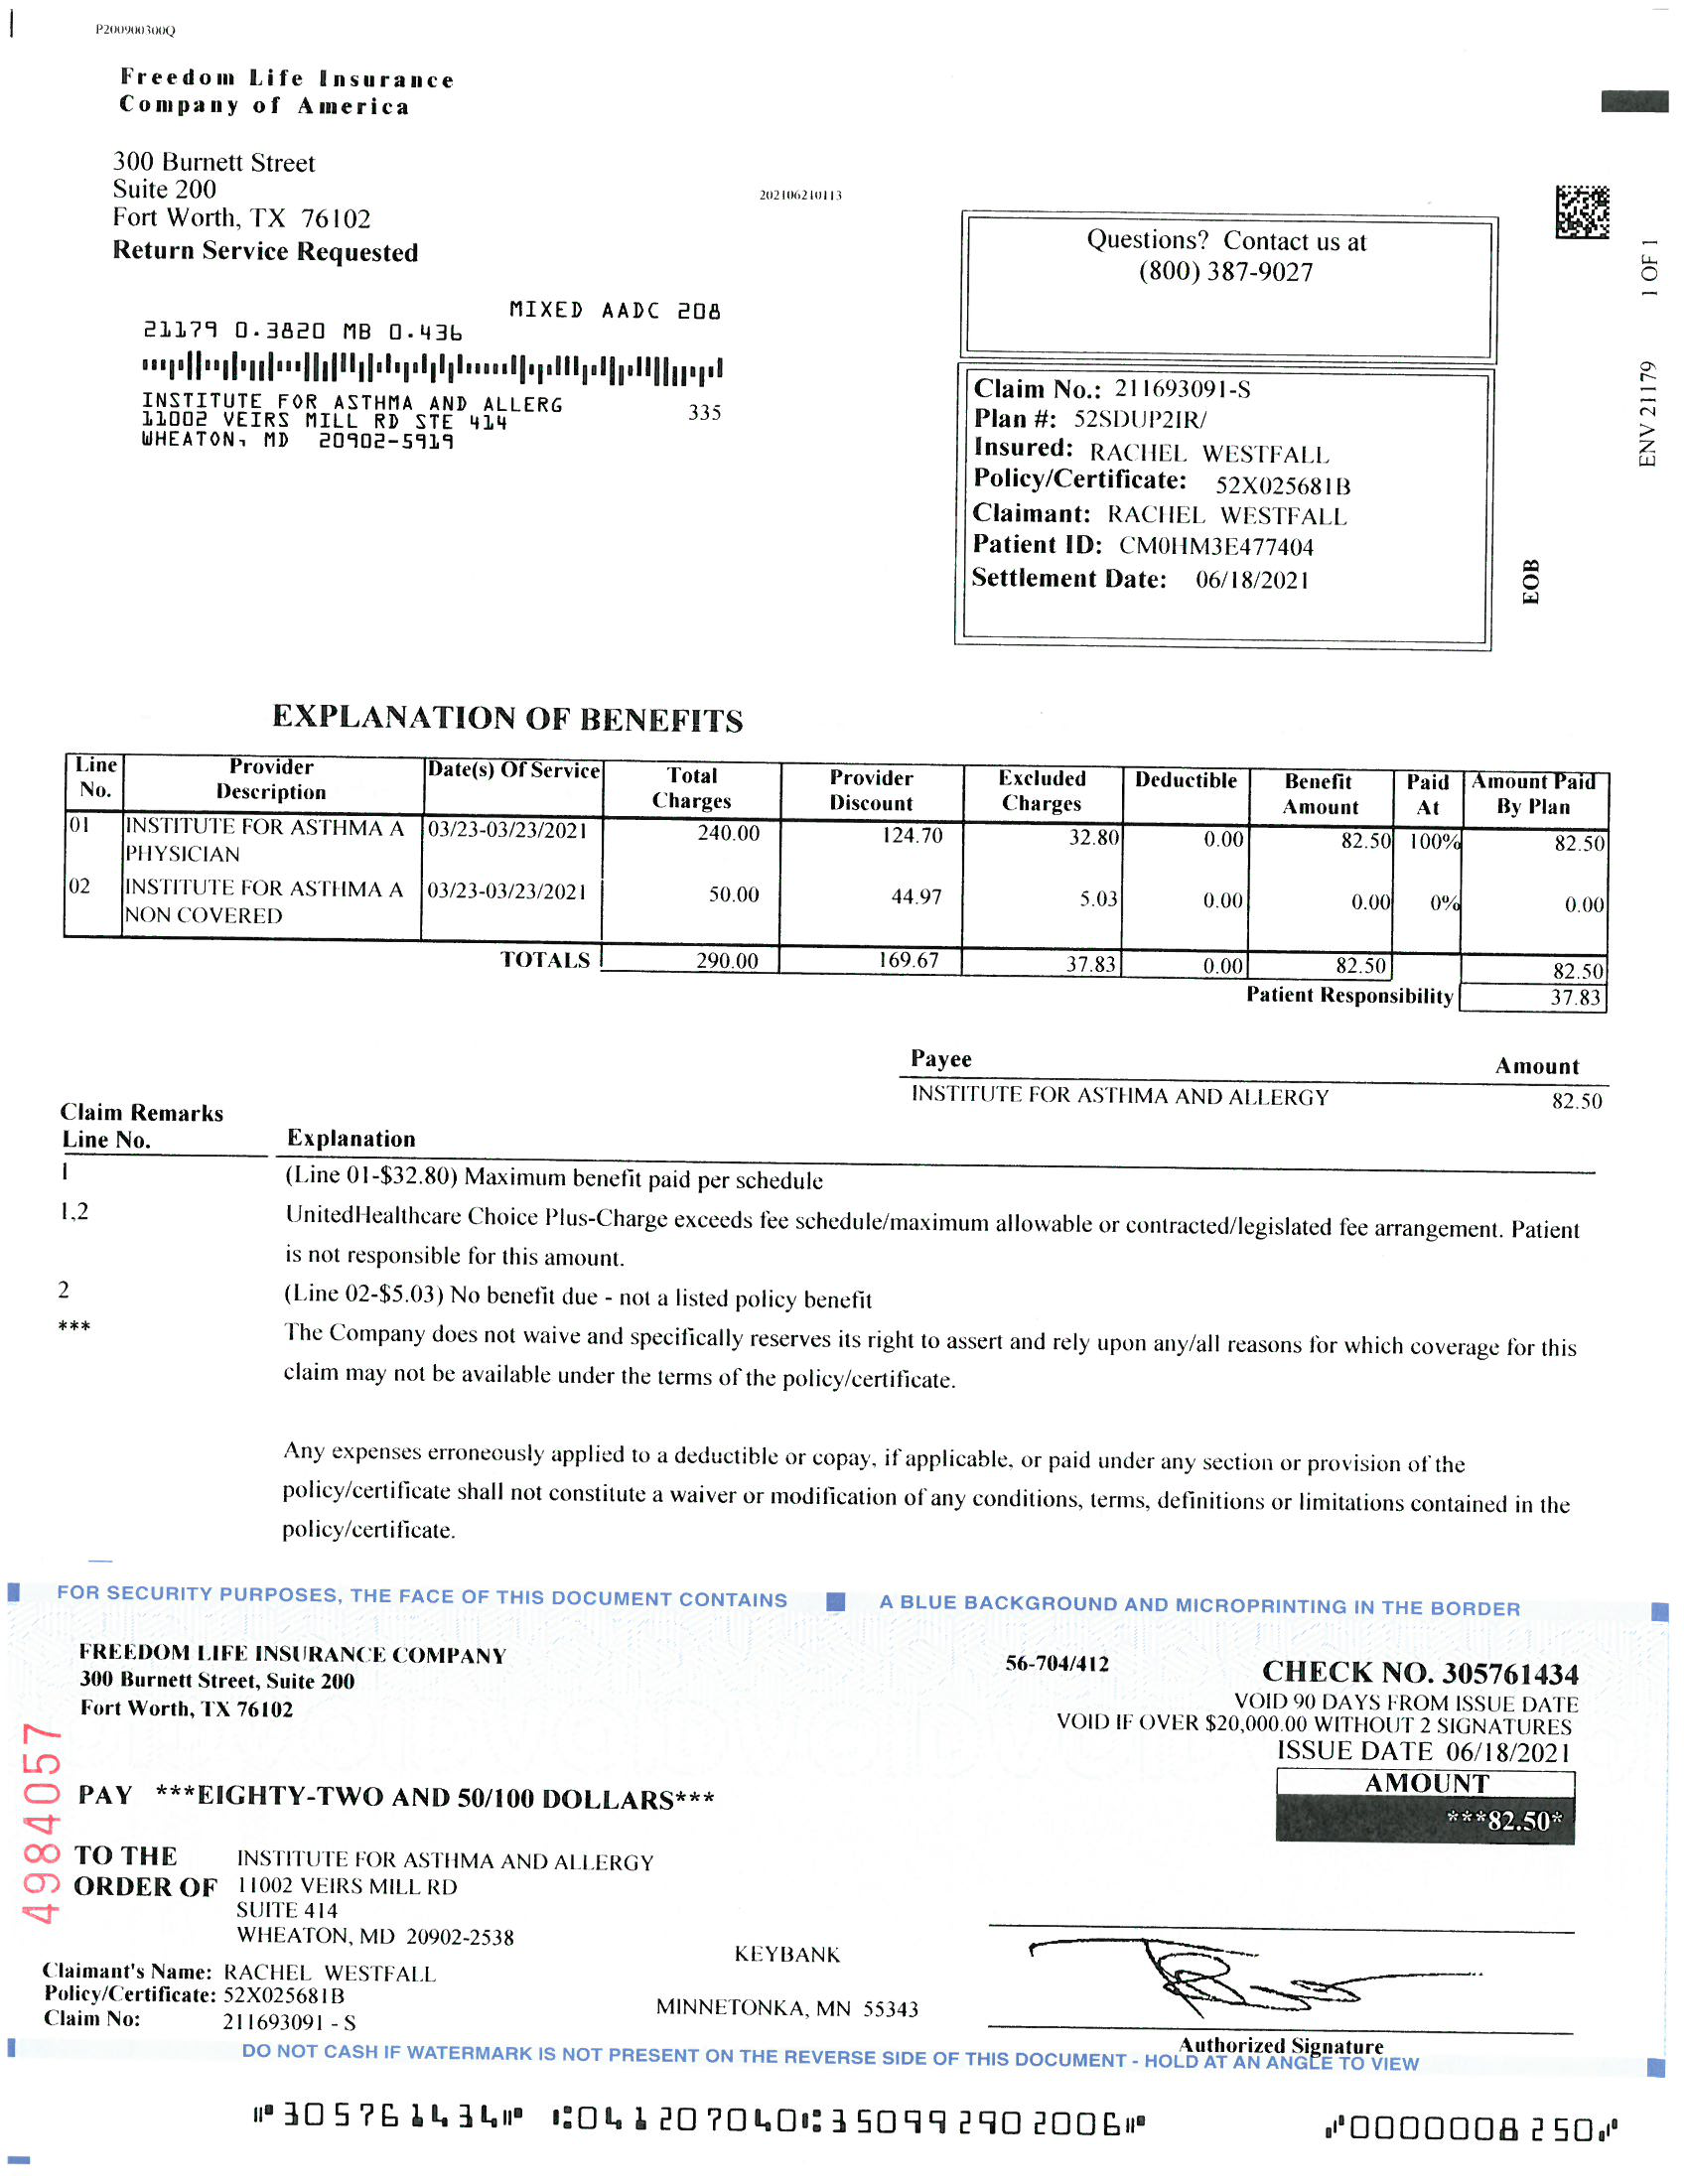 P200900300Q
Freedom Life Insurance
Company of America
300 Burnett Street
Suite 200
Fort Worth, TX 76102
Return Service Requested
202106210113
Questions? Contact us at
(800) 387-9027
1 OF 1
ENV 21179
MIXED AADC 208
21179 0.3820 MB 0.436
INSTITUTE FOR ASTHMA AND ALLERG
11002 VEIRS MILL RD STE 414
WHEATON, MD 20902-5919
335
Claim No.: 211693091-S
Plan #: 52SDUP2IR/
Insured: RACHEL WESTFALL
Policy/Certificate: 52X025681B
Claimant: RACHEL WESTFALL
Patient ID: CM0HM3E477404
Settlement Date: 06/18/2021
EOB
EXPLANATION OF BENEFITS
Line No. Provider Description Date(s) Of Service Total Charges Provider Discount Excluded Charges Deductible Benefit Amount Paid At Amount Paid By Plan
01 INSTITUTE FOR ASTHMA A 03/23-03/23/2021 240.00 124.70 32.80 0.00 82.50 100% 82.50
PHYSICIAN
02 INSTITUTE FOR ASTHMA A 03/23-03/23/2021 50.00 44.97 5.03 0.00 0.00 0% 0.00
NON COVERED
TOTALS 290.00 169.67 37.83 0.00 82.50 82.50
Patient Responsibility 37.83
Payee Amount
INSTITUTE FOR ASTHMA AND ALLERGY 82.50
Claim Remarks
Line No. Explanation
1 (Line 01-$32.80) Maximum benefit paid per schedule
1,2 UnitedHealthcare Choice Plus-Charge exceeds fee schedule/maximum allowable or contracted/legislated fee arrangement. Patient
is not responsible for this amount.
2 (Line 02-$5.03) No benefit due - not a listed policy benefit
*** The Company does not waive and specifically reserves its right to assert and rely upon any/all reasons for which coverage for this
claim may not be available under the terms of the policy/certificate.
Any expenses erroneously applied to a deductible or copay, if applicable, or paid under any section or provision of the
policy/certificate shall not constitute a waiver or modification of any conditions, terms, definitions or limitations contained in the
policy/certificate.
FOR SECURITY PURPOSES, THE FACE OF THIS DOCUMENT CONTAINS A BLUE BACKGROUND AND MICROPRINTING IN THE BORDER
FREEDOM LIFE INSURANCE COMPANY
300 Burnett Street, Suite 200
Fort Worth, TX 76102
56-704/412
CHECK NO. 305761434
VOID 90 DAYS FROM ISSUE DATE
VOID IF OVER $20,000.00 WITHOUT 2 SIGNATURES
ISSUE DATE 06/18/2021
AMOUNT
***82.50*
4984057
PAY ***EIGHTY-TWO AND 50/100 DOLLARS***
TO THE
ORDER OF
INSTITUTE FOR ASTHMA AND ALLERGY
11002 VEIRS MILL RD
SUITE 414
WHEATON, MD 20902-2538
Claimant's Name: RACHEL WESTFALL
Policy/Certificate: 52X025681B
Claim No: 211693091 - S
KEYBANK
MINNETONKA, MN 55343
Authorized Signature
DO NOT CASH IF WATERMARK IS NOT PRESENT ON THE REVERSE SIDE OF THIS DOCUMENT - HOLD AT AN ANGLE TO VIEW
⑈305761434⑈ ⑆041207040⑆350992902006⑈ ⑇0000008250⑇